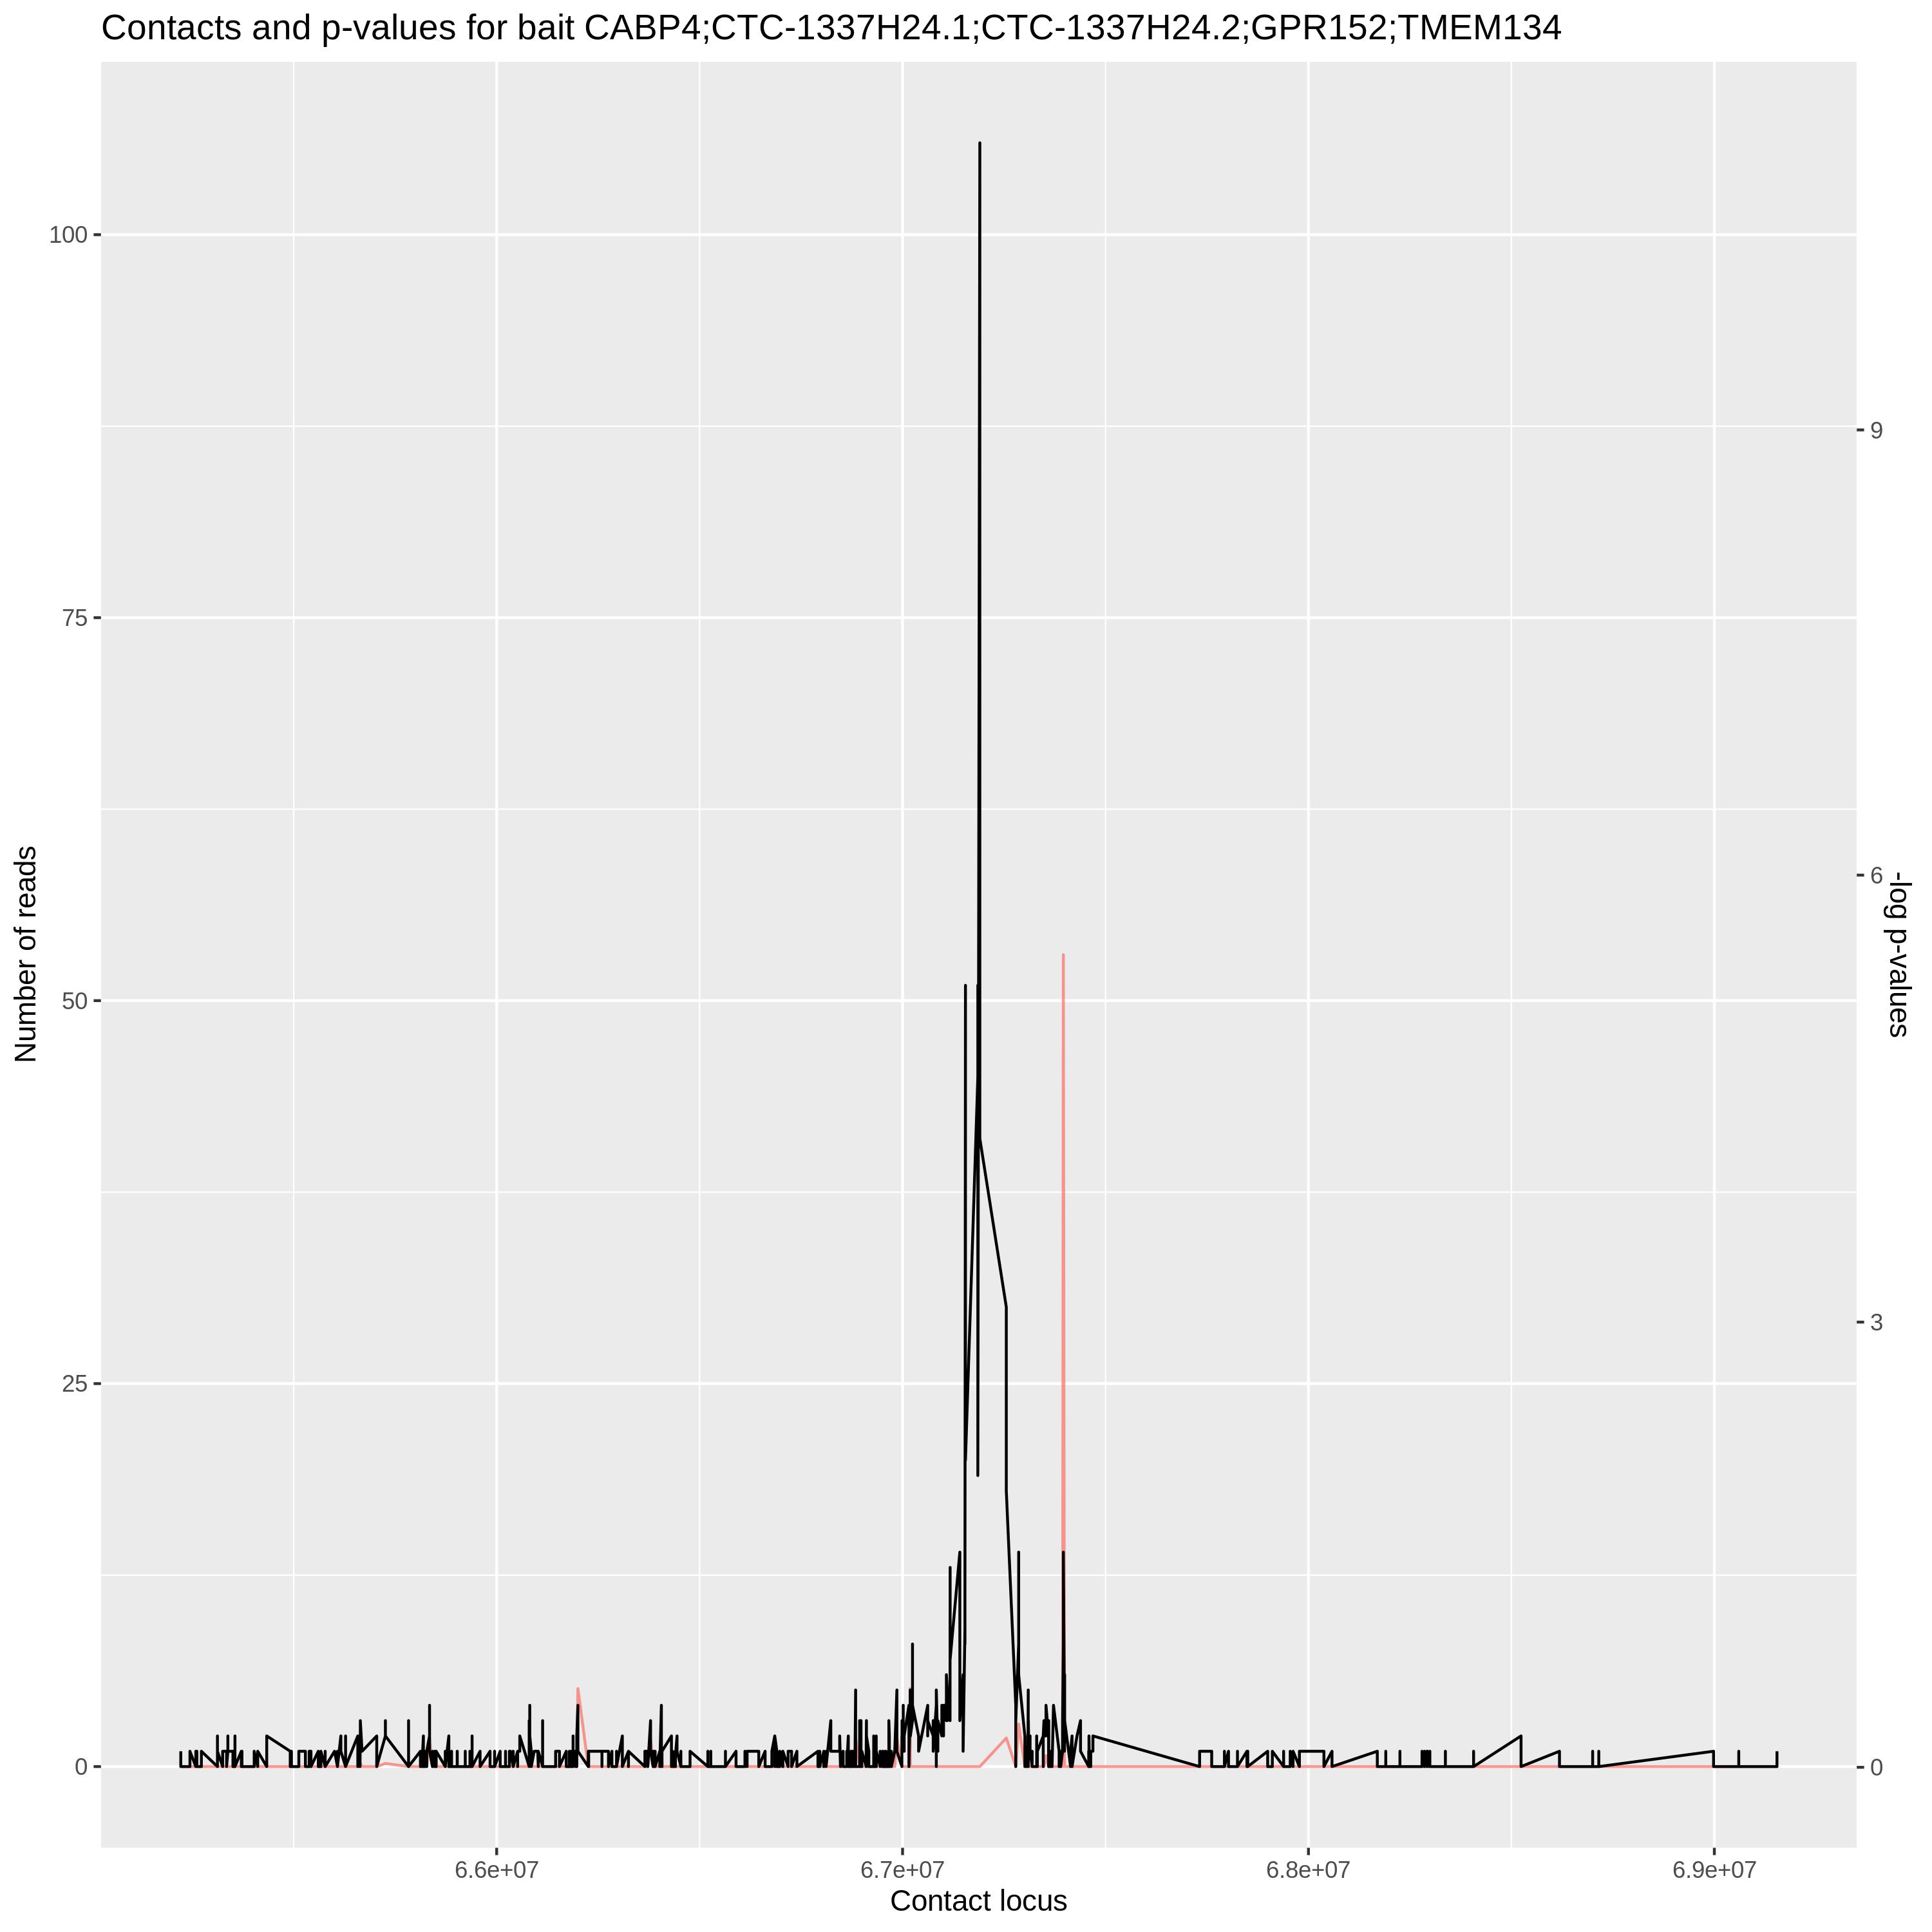 Contacts and p-values for bait CABP4;CTC-1337H24.1;CTC-1337H24.2;GPR152;TMEM134
100
75
50
25
0
Number of reads
9
6
3
0
-log p-values
6.6e+07
6.7e+07
6.8e+07
6.9e+07
Contact locus